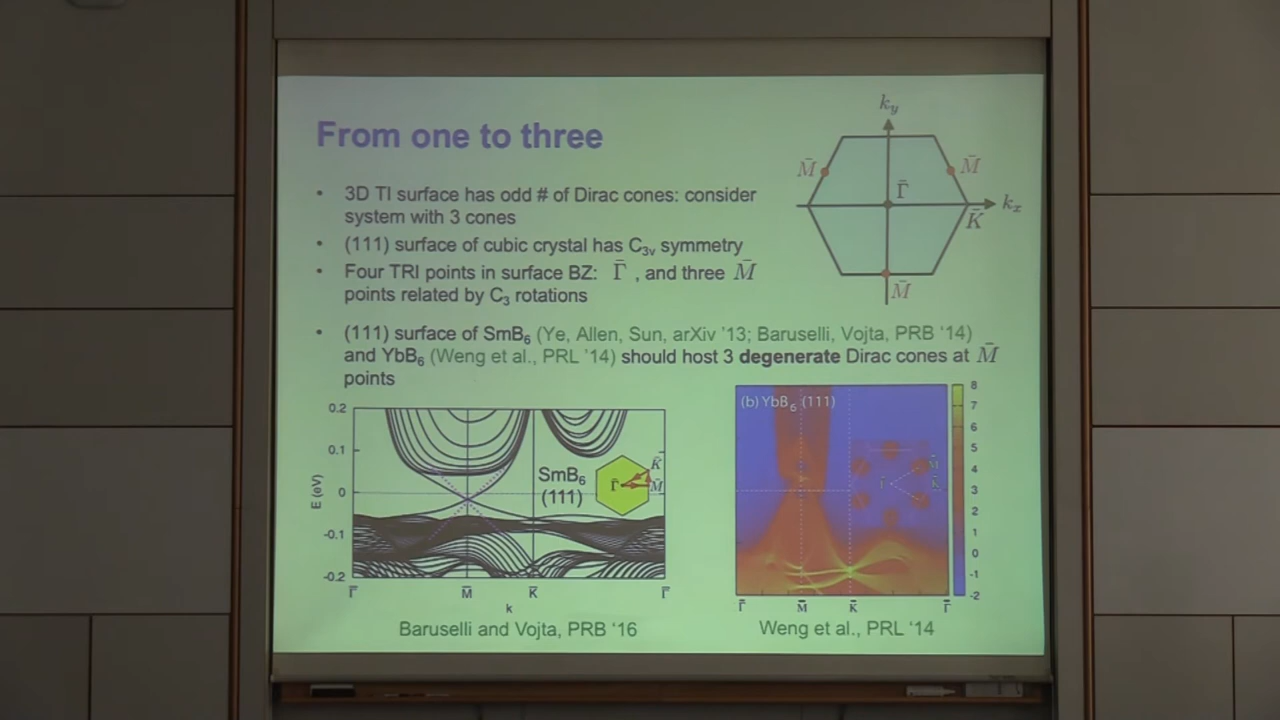 From one to three
• 3D TI surface has odd # of Dirac cones: consider
system with 3 cones
• (111) surface of cubic crystal has C₃ᵥ symmetry
• Four TRI points in surface BZ: Γ̄ , and three M̄
points related by C₃ rotations
• (111) surface of SmB₆ (Ye, Allen, Sun, arXiv '13; Baruselli, Vojta, PRB '14)
and YbB₆ (Weng et al., PRL '14) should host 3 degenerate Dirac cones at M̄
points
k_y
M̄
M̄
Γ̄
k_x
K̄
M̄
0.2
0.1
0
-0.1
-0.2
E (eV)
SmB₆
(111)
K̄
Γ̄
M̄
Γ̄
M̄
K̄
Γ̄
k
Baruselli and Vojta, PRB '16
(b) YbB₆ (111)
M̄
Γ̄
K̄
8
7
6
5
4
3
2
1
0
-1
-2
Γ̄
M̄
K̄
Γ̄
Weng et al., PRL '14